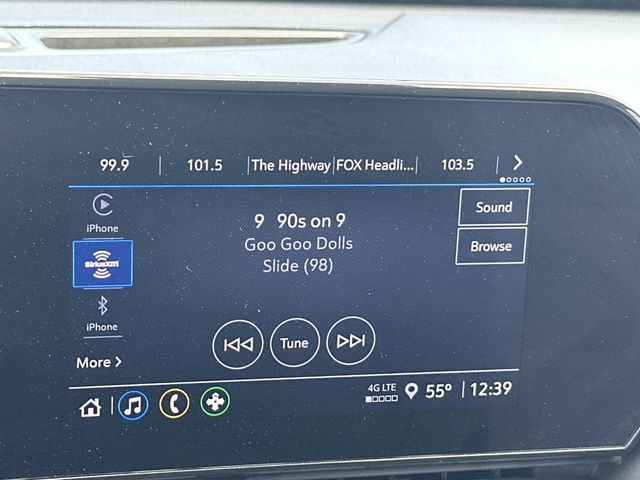 99.9 101.5 The Highway FOX Headli... 103.5
iPhone
SiriusXM
iPhone
More
9 90s on 9
Goo Goo Dolls
Slide (98)
Sound
Browse
Tune
4G LTE 55° 12:39